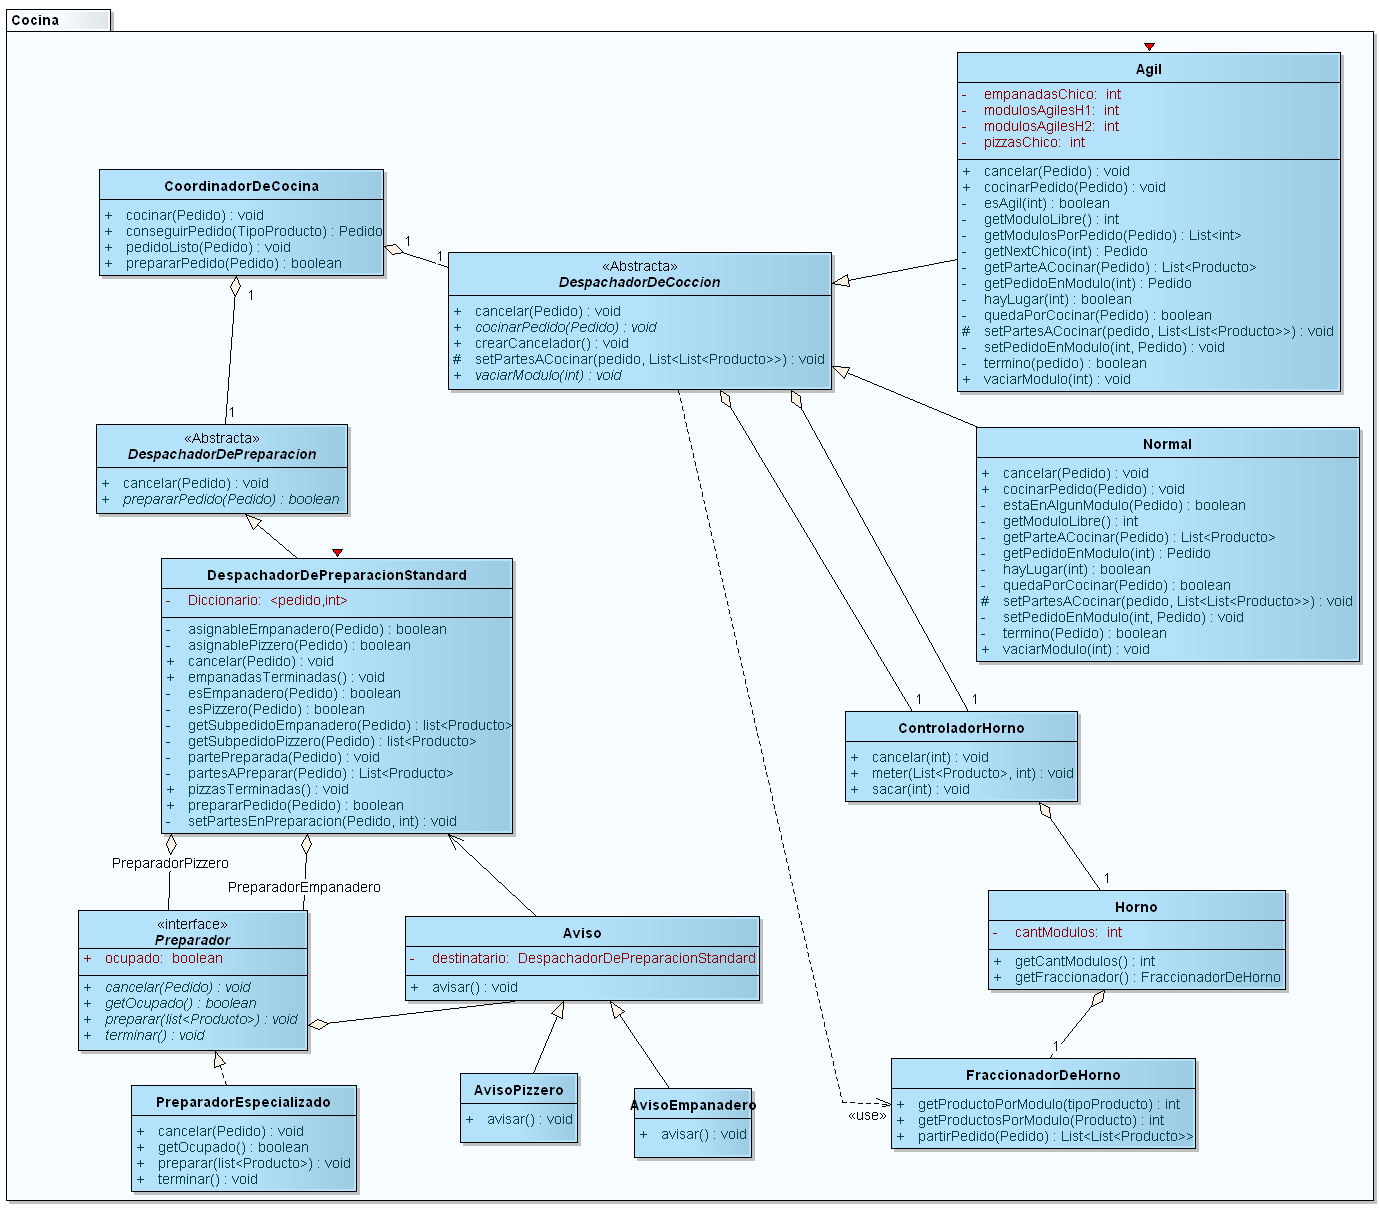 Cocina
Agil
- empanadasChico: int
- modulosAgilesH1: int
- modulosAgilesH2: int
- pizzasChico: int
+ cancelar(Pedido) : void
+ cocinarPedido(Pedido) : void
- esAgil(int) : boolean
- getModuloLibre() : int
- getModulosPorPedido(Pedido) : List<int>
- getNextChico(int) : Pedido
- getParteACocinar(Pedido) : List<Producto>
- getPedidoEnModulo(int) : Pedido
- hayLugar(int) : boolean
- quedaPorCocinar(Pedido) : boolean
# setPartesACocinar(pedido, List<List<Producto>>) : void
- setPedidoEnModulo(int, Pedido) : void
- termino(pedido) : boolean
+ vaciarModulo(int) : void
CoordinadorDeCocina
+ cocinar(Pedido) : void
+ conseguirPedido(TipoProducto) : Pedido
+ pedidoListo(Pedido) : void
+ prepararPedido(Pedido) : boolean
1
1
1
1
«Abstracta»
DespachadorDeCoccion
+ cancelar(Pedido) : void
+ cocinarPedido(Pedido) : void
+ crearCancelador() : void
# setPartesACocinar(pedido, List<List<Producto>>) : void
+ vaciarModulo(int) : void
«Abstracta»
DespachadorDePreparacion
+ cancelar(Pedido) : void
+ prepararPedido(Pedido) : boolean
Normal
+ cancelar(Pedido) : void
+ cocinarPedido(Pedido) : void
- estaEnAlgunModulo(Pedido) : boolean
- getModuloLibre() : int
- getParteACocinar(Pedido) : List<Producto>
- getPedidoEnModulo(int) : Pedido
- hayLugar(int) : boolean
- quedaPorCocinar(Pedido) : boolean
# setPartesACocinar(pedido, List<List<Producto>>) : void
- setPedidoEnModulo(int, Pedido) : void
- termino(Pedido) : boolean
+ vaciarModulo(int) : void
DespachadorDePreparacionStandard
- Diccionario: <pedido,int>
- asignableEmpanadero(Pedido) : boolean
- asignablePizzero(Pedido) : boolean
+ cancelar(Pedido) : void
+ empanadasTerminadas() : void
- esEmpanadero(Pedido) : boolean
- esPizzero(Pedido) : boolean
- getSubpedidoEmpanadero(Pedido) : list<Producto>
- getSubpedidoPizzero(Pedido) : list<Producto>
- partePreparada(Pedido) : void
- partesAPreparar(Pedido) : List<Producto>
+ pizzasTerminadas() : void
+ prepararPedido(Pedido) : boolean
- setPartesEnPreparacion(Pedido, int) : void
1
1
ControladorHorno
+ cancelar(int) : void
+ meter(List<Producto>, int) : void
+ sacar(int) : void
PreparadorPizzero
PreparadorEmpanadero
1
«interface»
Preparador
+ ocupado: boolean
+ cancelar(Pedido) : void
+ getOcupado() : boolean
+ preparar(list<Producto>) : void
+ terminar() : void
Aviso
- destinatario: DespachadorDePreparacionStandard
+ avisar() : void
Horno
- cantModulos: int
+ getCantModulos() : int
+ getFraccionador() : FraccionadorDeHorno
1
PreparadorEspecializado
+ cancelar(Pedido) : void
+ getOcupado() : boolean
+ preparar(list<Producto>) : void
+ terminar() : void
AvisoPizzero
+ avisar() : void
AvisoEmpanadero
+ avisar() : void
«use»
FraccionadorDeHorno
+ getProductoPorModulo(tipoProducto) : int
+ getProductosPorModulo(Producto) : int
+ partirPedido(Pedido) : List<List<Producto>>